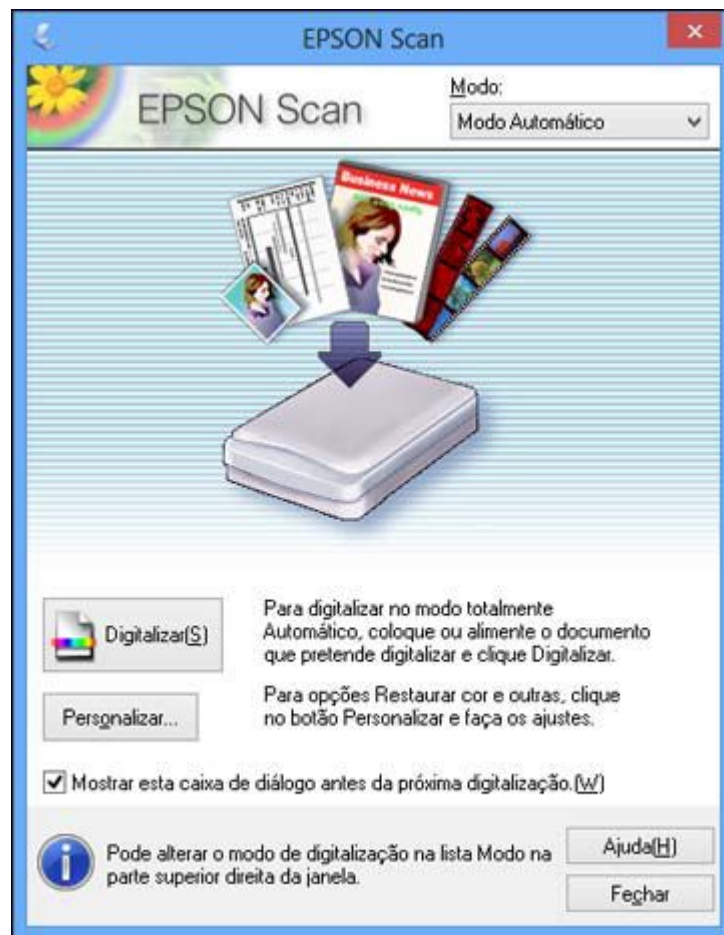 EPSON Scan
EPSON Scan
Modo:
Modo Automático
Business News
Digitalizar(S)
Para digitalizar no modo totalmente
Automático, coloque ou alimente o documento
que pretende digitalizar e clique Digitalizar.
Personalizar...
Para opções Restaurar cor e outras, clique
no botão Personalizar e faça os ajustes.
Mostrar esta caixa de diálogo antes da próxima digitalização.(W)
Pode alterar o modo de digitalização na lista Modo na
parte superior direita da janela.
Ajuda(H)
Fechar